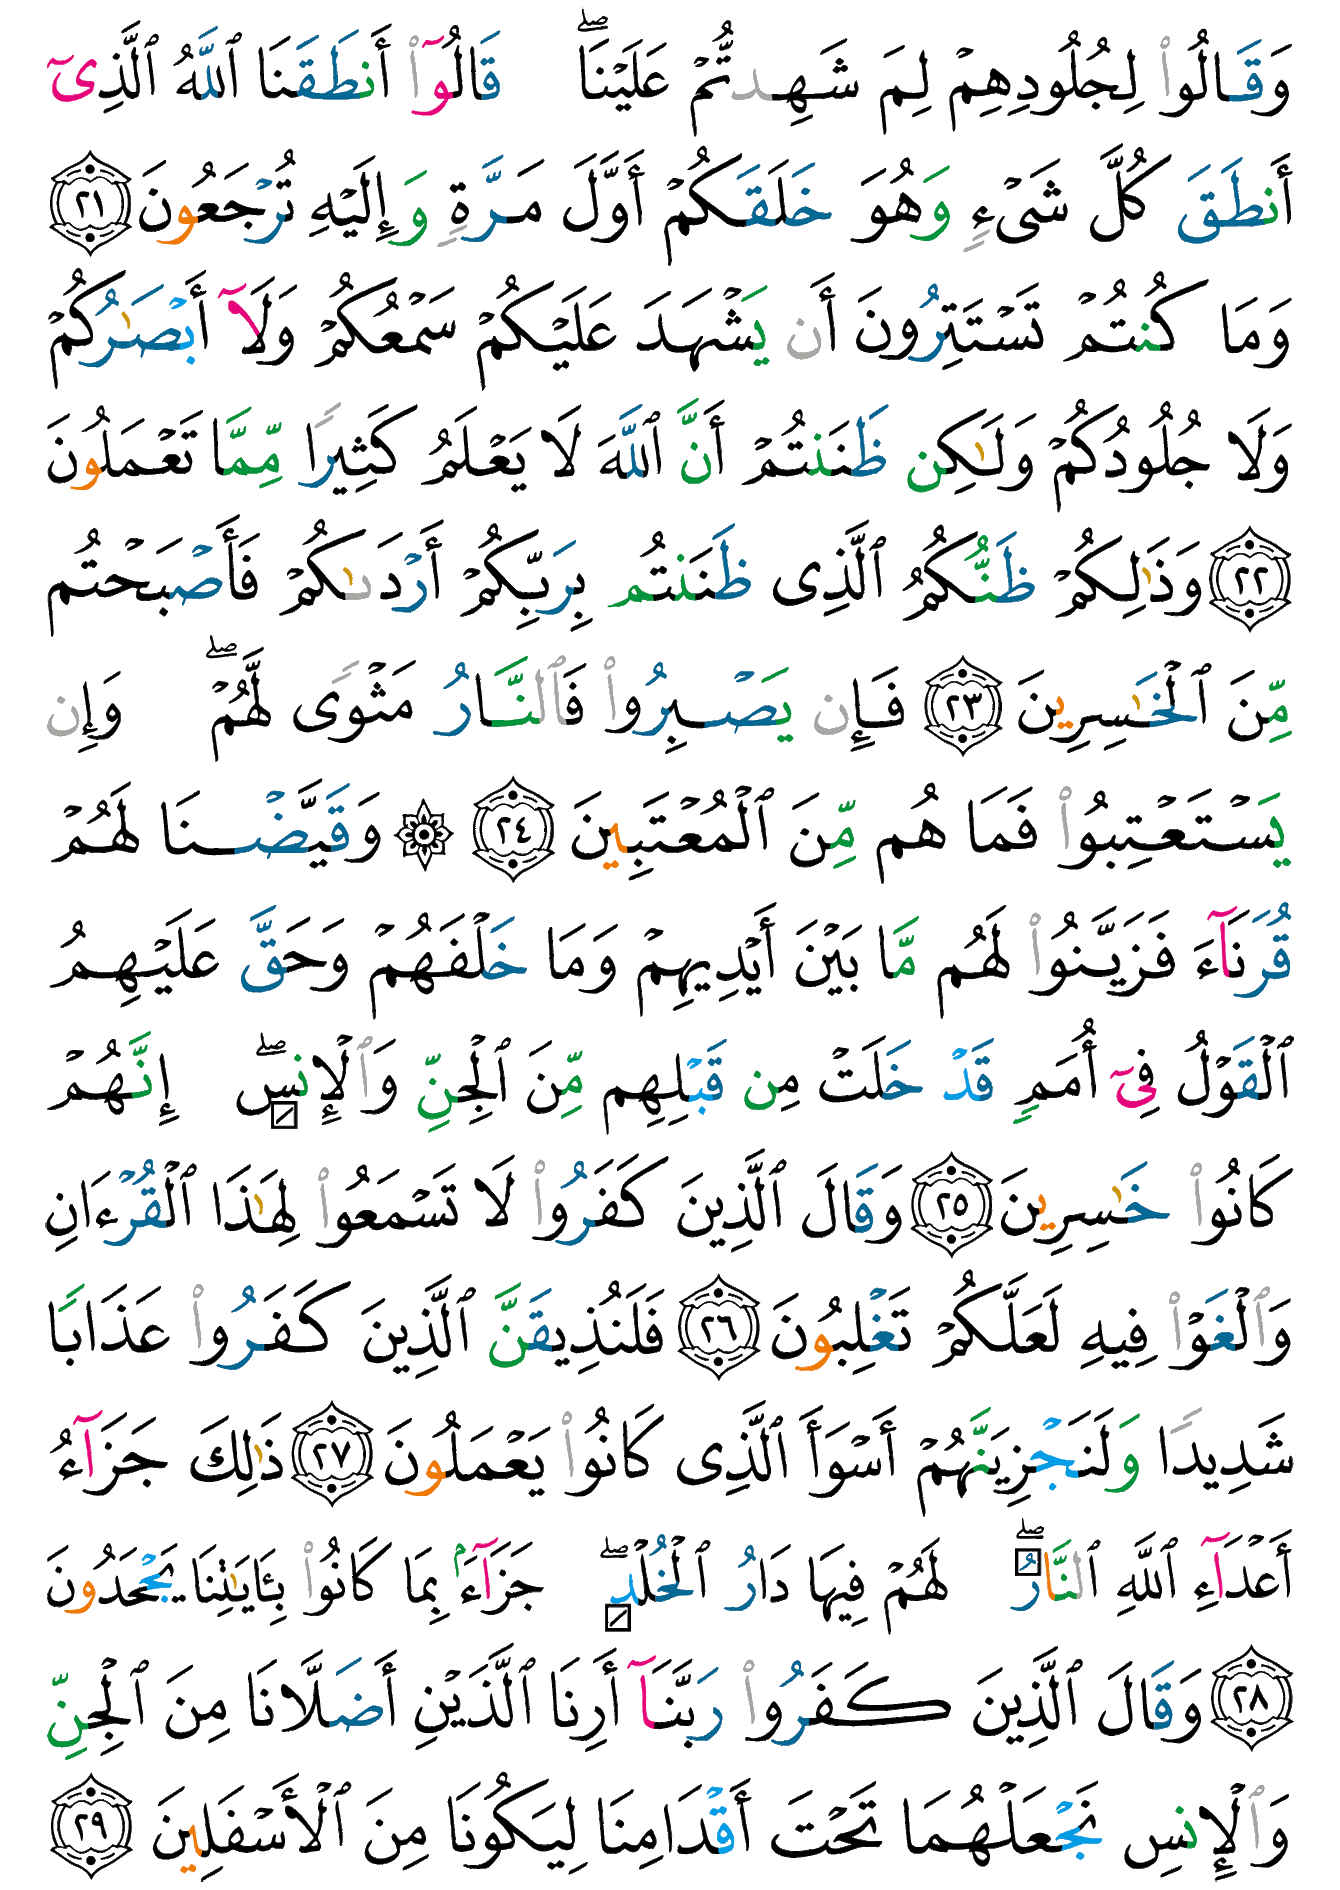 وَقَالُوا۟ لِجُلُودِهِمْ لِمَ شَهِدتُّمْ عَلَيْنَا ۖ قَالُوٓا۟ أَنطَقَنَا ٱللَّهُ ٱلَّذِىٓ
أَنطَقَ كُلَّ شَىْءٍ وَهُوَ خَلَقَكُمْ أَوَّلَ مَرَّةٍ وَإِلَيْهِ تُرْجَعُونَ ٢١
وَمَا كُنتُمْ تَسْتَتِرُونَ أَن يَشْهَدَ عَلَيْكُمْ سَمْعُكُمْ وَلَآ أَبْصَـٰرُكُمْ
وَلَا جُلُودُكُمْ وَلَـٰكِن ظَنَنتُمْ أَنَّ ٱللَّهَ لَا يَعْلَمُ كَثِيرًا مِّمَّا تَعْمَلُونَ
٢٢ وَذَٰلِكُمْ ظَنُّكُمُ ٱلَّذِى ظَنَنتُم بِرَبِّكُمْ أَرْدَىٰكُمْ فَأَصْبَحْتُم
مِّنَ ٱلْخَـٰسِرِينَ ٢٣ فَإِن يَصْبِرُوا۟ فَٱلنَّارُ مَثْوًى لَّهُمْ ۖ وَإِن
يَسْتَعْتِبُوا۟ فَمَا هُم مِّنَ ٱلْمُعْتَبِينَ ٢٤ ۞ وَقَيَّضْنَا لَهُمْ
قُرَنَآءَ فَزَيَّنُوا۟ لَهُم مَّا بَيْنَ أَيْدِيهِمْ وَمَا خَلْفَهُمْ وَحَقَّ عَلَيْهِمُ
ٱلْقَوْلُ فِىٓ أُمَمٍ قَدْ خَلَتْ مِن قَبْلِهِم مِّنَ ٱلْجِنِّ وَٱلْإِنسِ ۖ إِنَّهُمْ
كَانُوا۟ خَـٰسِرِينَ ٢٥ وَقَالَ ٱلَّذِينَ كَفَرُوا۟ لَا تَسْمَعُوا۟ لِهَـٰذَا ٱلْقُرْءَانِ
وَٱلْغَوْا۟ فِيهِ لَعَلَّكُمْ تَغْلِبُونَ ٢٦ فَلَنُذِيقَنَّ ٱلَّذِينَ كَفَرُوا۟ عَذَابًا
شَدِيدًا وَلَنَجْزِيَنَّهُمْ أَسْوَأَ ٱلَّذِى كَانُوا۟ يَعْمَلُونَ ٢٧ ذَٰلِكَ جَزَآءُ
أَعْدَآءِ ٱللَّهِ ٱلنَّارُ ۖ لَهُمْ فِيهَا دَارُ ٱلْخُلْدِ ۖ جَزَآءًۢ بِمَا كَانُوا۟ بِـَٔايَـٰتِنَا يَجْحَدُونَ
٢٨ وَقَالَ ٱلَّذِينَ كَفَرُوا۟ رَبَّنَآ أَرِنَا ٱلَّذَيْنِ أَضَلَّانَا مِنَ ٱلْجِنِّ
وَٱلْإِنسِ نَجْعَلْهُمَا تَحْتَ أَقْدَامِنَا لِيَكُونَا مِنَ ٱلْأَسْفَلِينَ ٢٩